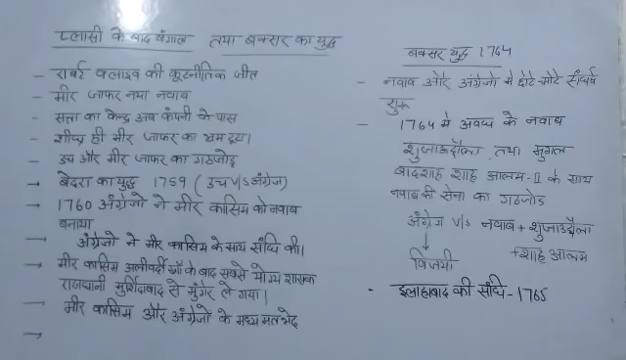 प्लासी के बाद बंगाल तथा बक्सर का युद्ध
- रार्बट क्लाइव की कूटनीतिक जीत
- मीर जाफर नया नवाब
- सत्ता का केन्द्र अब कंपनी के पास
- शीघ्र ही मीर जाफर का भ्रम टूटा।
- डच और मीर जाफर का गठजोड़
→ बेदरा का युद्ध 1759 (डच V/S अंग्रेज)
→ 1760 अंग्रेजो ने मीर कासिम को नवाब
बनाया
→ अंग्रेजो ने मीर कासिम के साथ संधि की।
→ मीर कासिम अलीवर्दी खाँ के बाद सबसे योग्य शासक
→ राजधानी मुर्शिदाबाद से मुंगेर ले गया।
→ मीर कासिम और अंग्रेजो के मध्य मतभेद
→
बक्सर युद्ध 1764
- नवाब और अंग्रेजो मे छोटे-मोटे संघर्ष
शुरू
- 1764 मे अवध के नवाब
शुजाऊद्दौला तथा मुगल
बादशाह शाह आलम-II के साथ
नवाब की सेना का गठजोड
अंग्रेज V/S नवाब + शुजाउद्दौला
↓ + शाह आलम
विजयी
- इलाहाबाद की संधि - 1765